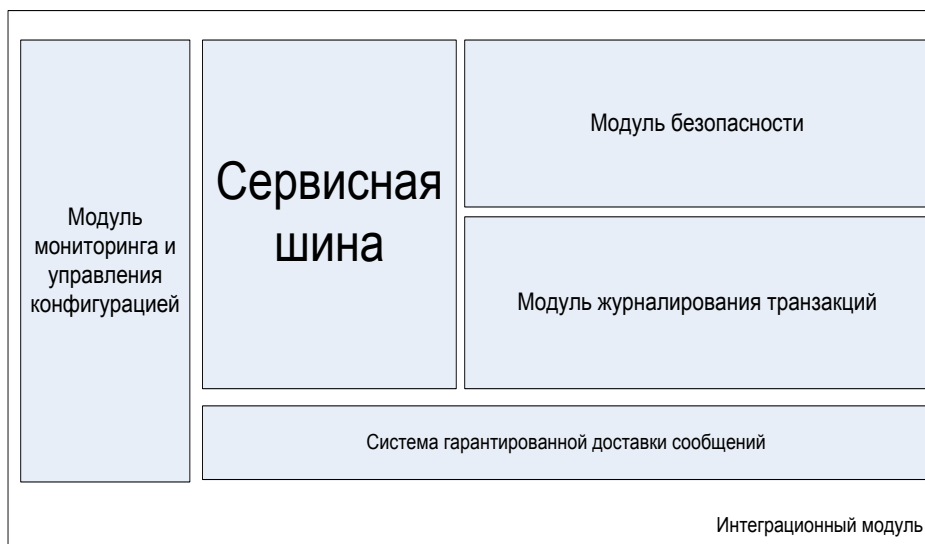 Модуль
мониторинга и
управления
конфигурацией
Сервисная
шина
Модуль безопасности
Модуль журналирования транзакций
Система гарантированной доставки сообщений
Интеграционный модуль